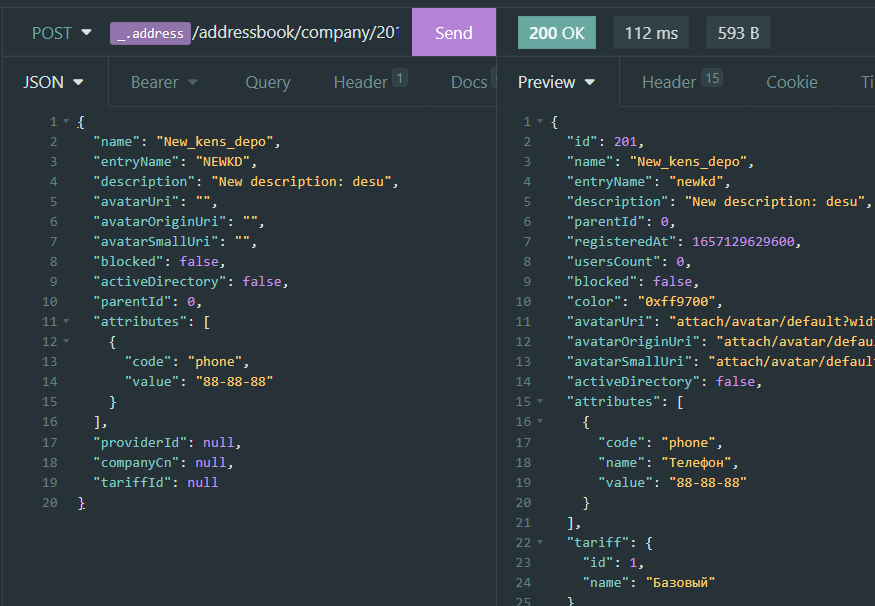 POST _.address /addressbook/company/201 Send 200 OK 112 ms 593 B
JSON Bearer Query Header 1 Docs Preview Header 15 Cookie Ti
1 {
2 "name": "New_kens_depo",
3 "entryName": "NEWKD",
4 "description": "New description: desu",
5 "avatarUri": "",
6 "avatarOriginUri": "",
7 "avatarSmallUri": "",
8 "blocked": false,
9 "activeDirectory": false,
10 "parentId": 0,
11 "attributes": [
12 {
13 "code": "phone",
14 "value": "88-88-88"
15 }
16 ],
17 "providerId": null,
18 "companyCn": null,
19 "tariffId": null
20 }
1 {
2 "id": 201,
3 "name": "New_kens_depo",
4 "entryName": "newkd",
5 "description": "New description: desu",
6 "parentId": 0,
7 "registeredAt": 1657129629600,
8 "usersCount": 0,
9 "blocked": false,
10 "color": "0xff9700",
11 "avatarUri": "attach/avatar/default?widt
12 "avatarOriginUri": "attach/avatar/defau
13 "avatarSmallUri": "attach/avatar/default
14 "activeDirectory": false,
15 "attributes": [
16 {
17 "code": "phone",
18 "name": "Телефон",
19 "value": "88-88-88"
20 }
21 ],
22 "tariff": {
23 "id": 1,
24 "name": "Базовый"
25 }